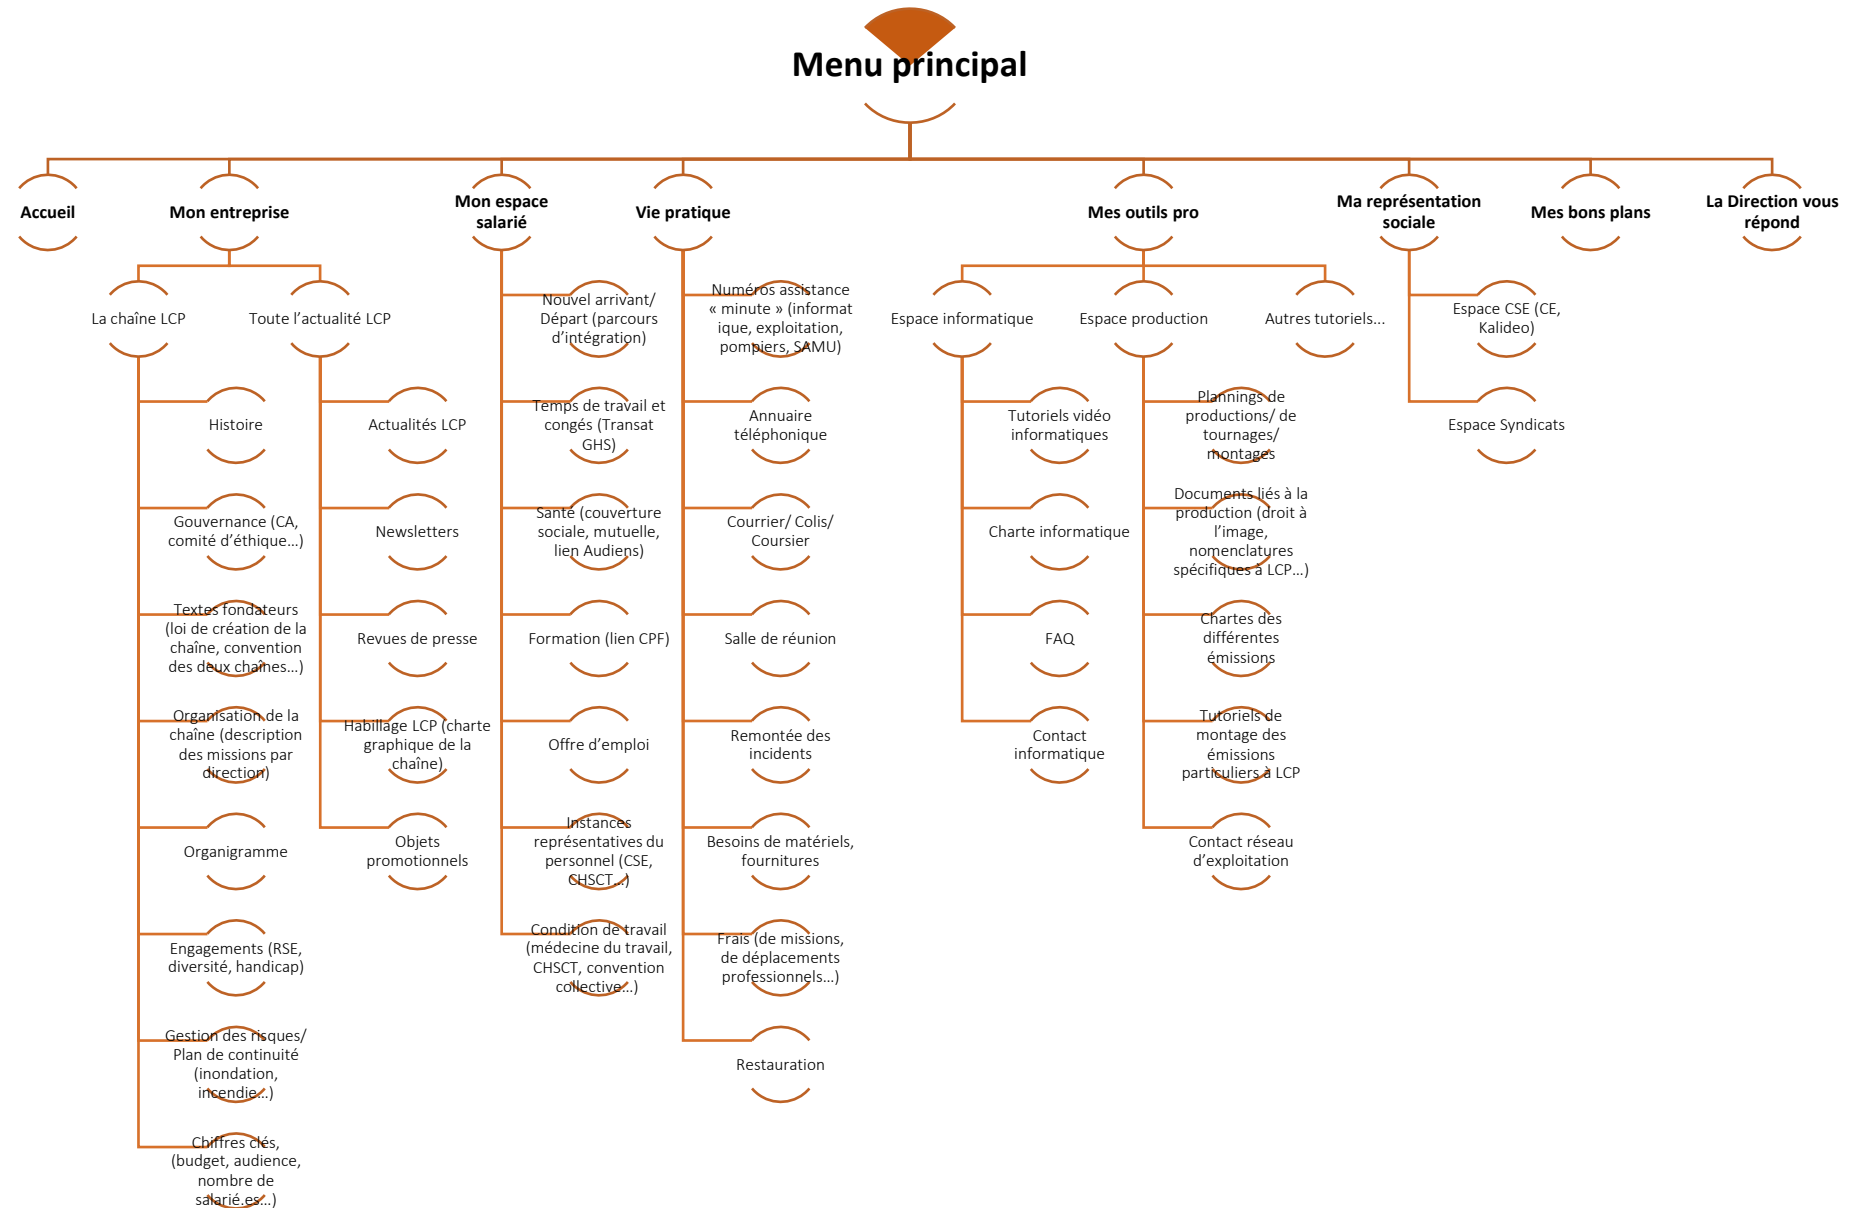 Menu principal
Accueil
Mon entreprise
Mon espace
salarié
Vie pratique
Mes outils pro
Ma représentation
sociale
Mes bons plans
La Direction vous
répond
La chaîne LCP
Histoire
Gouvernance (CA,
comité d’éthique…)
Textes fondateurs
(loi de création de la
chaîne, convention
des deux chaînes…)
Organisation de la
chaîne (description
des missions par
direction)
Organigramme
Engagements (RSE,
diversité, handicap)
Gestion des risques/
Plan de continuité
(inondation,
incendie…)
Chiffres clés,
(budget, audience,
nombre de
salarié.es…)
Toute l’actualité LCP
Actualités LCP
Newsletters
Revues de presse
Habillage LCP (charte
graphique de la
chaîne)
Objets
promotionnels
Nouvel arrivant/
Départ (parcours
d’intégration)
Temps de travail et
congés (Transat
GHS)
Santé (couverture
sociale, mutuelle,
lien Audiens)
Formation (lien CPF)
Offre d’emploi
Instances
représentatives du
personnel (CSE,
CHSCT…)
Condition de travail
(médecine du travail,
CHSCT, convention
collective…)
Numéros assistance
« minute » (informat
ique, exploitation,
pompiers, SAMU)
Annuaire
téléphonique
Courrier/ Colis/
Coursier
Salle de réunion
Remontée des
incidents
Besoins de matériels,
fournitures
Frais (de missions,
de déplacements
professionnels…)
Restauration
Espace informatique
Tutoriels vidéo
informatiques
Charte informatique
FAQ
Contact
informatique
Espace production
Plannings de
productions/ de
tournages/
montages
Documents liés à la
production (droit à
l’image,
nomenclatures
spécifiques à LCP…)
Chartes des
différentes
émissions
Tutoriels de
montage des
émissions
particuliers à LCP
Contact réseau
d’exploitation
Autres tutoriels...
Espace CSE (CE,
Kalideo)
Espace Syndicats